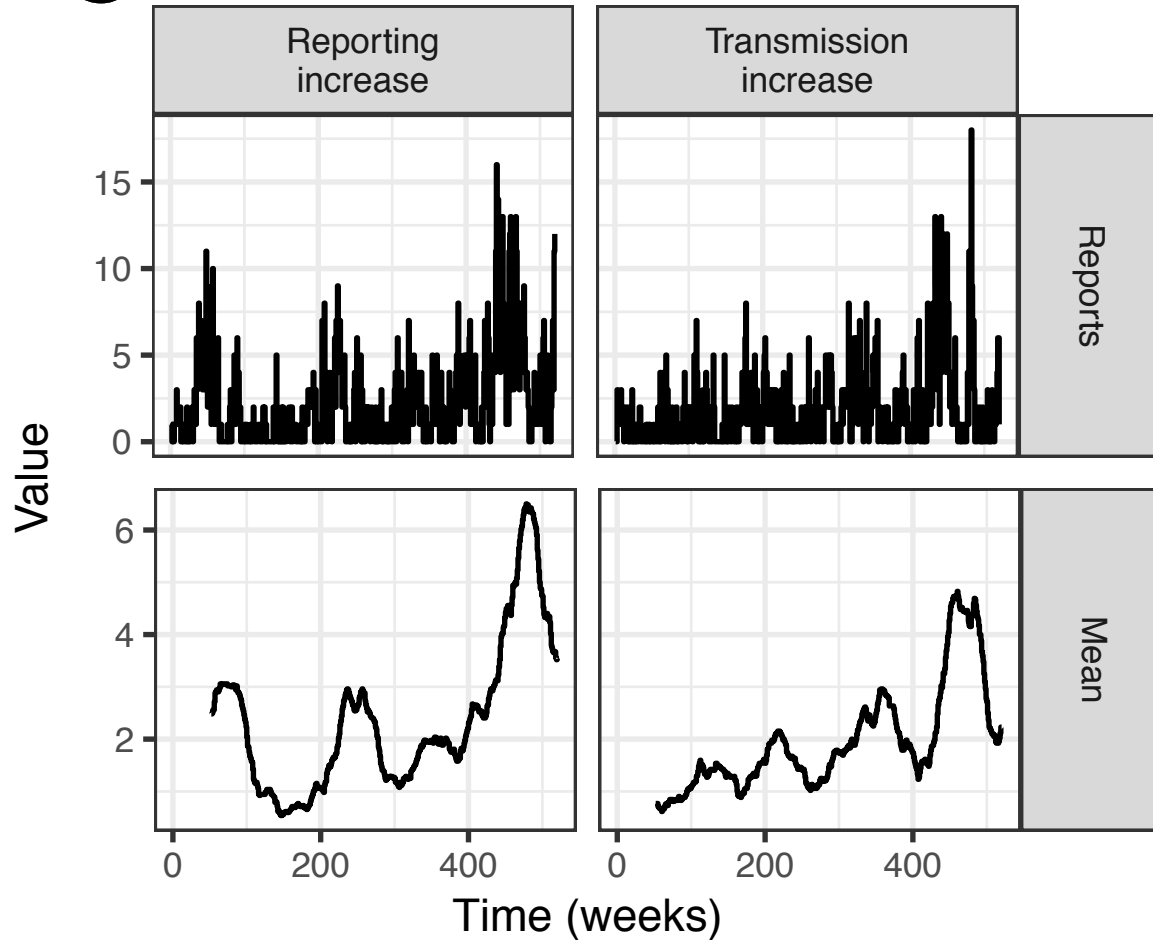 Reporting
increase
Transmission
increase
15
10
5
0
Reports
6
4
2
Mean
Value
0 200 400
0 200 400
Time (weeks)